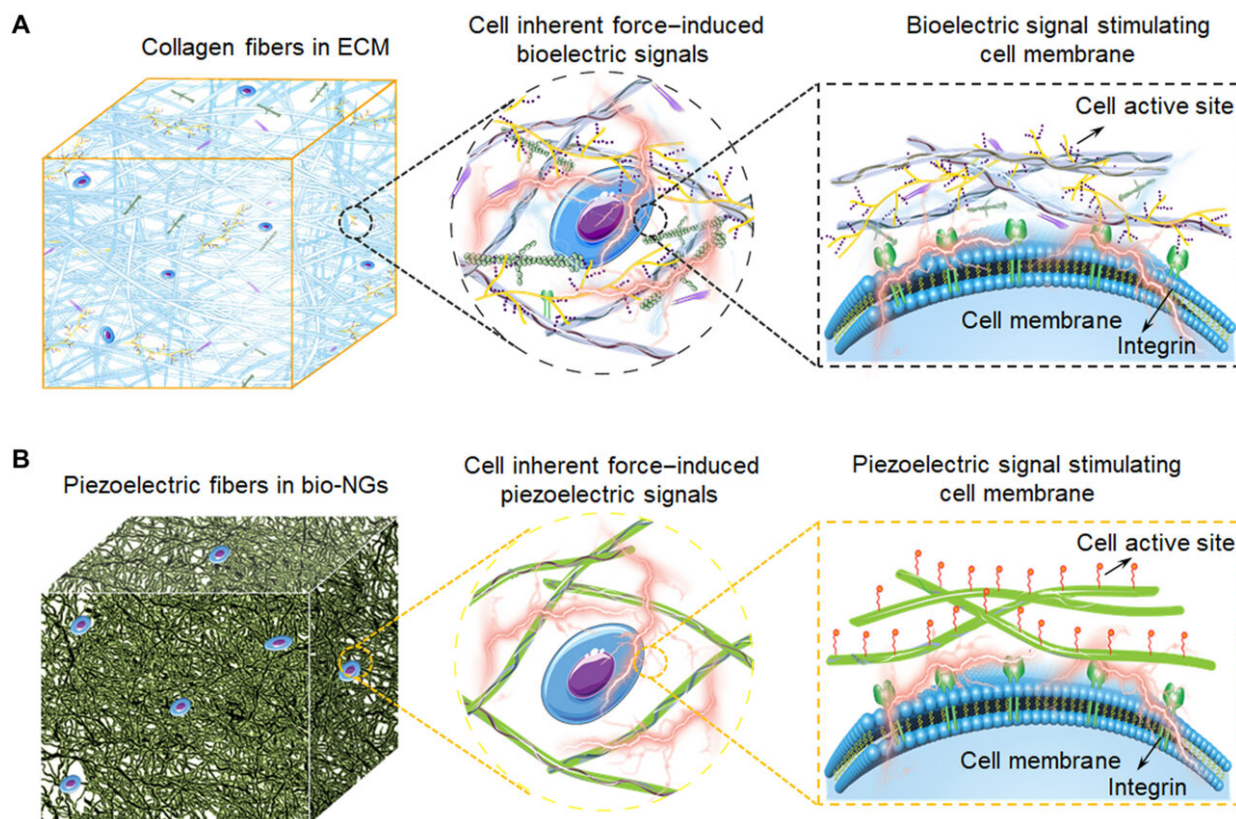 A
Collagen fibers in ECM
Cell inherent force–induced
bioelectric signals
Bioelectric signal stimulating
cell membrane
Cell active site
Cell membrane
Integrin
B
Piezoelectric fibers in bio-NGs
Cell inherent force–induced
piezoelectric signals
Piezoelectric signal stimulating
cell membrane
Cell active site
Cell membrane
Integrin